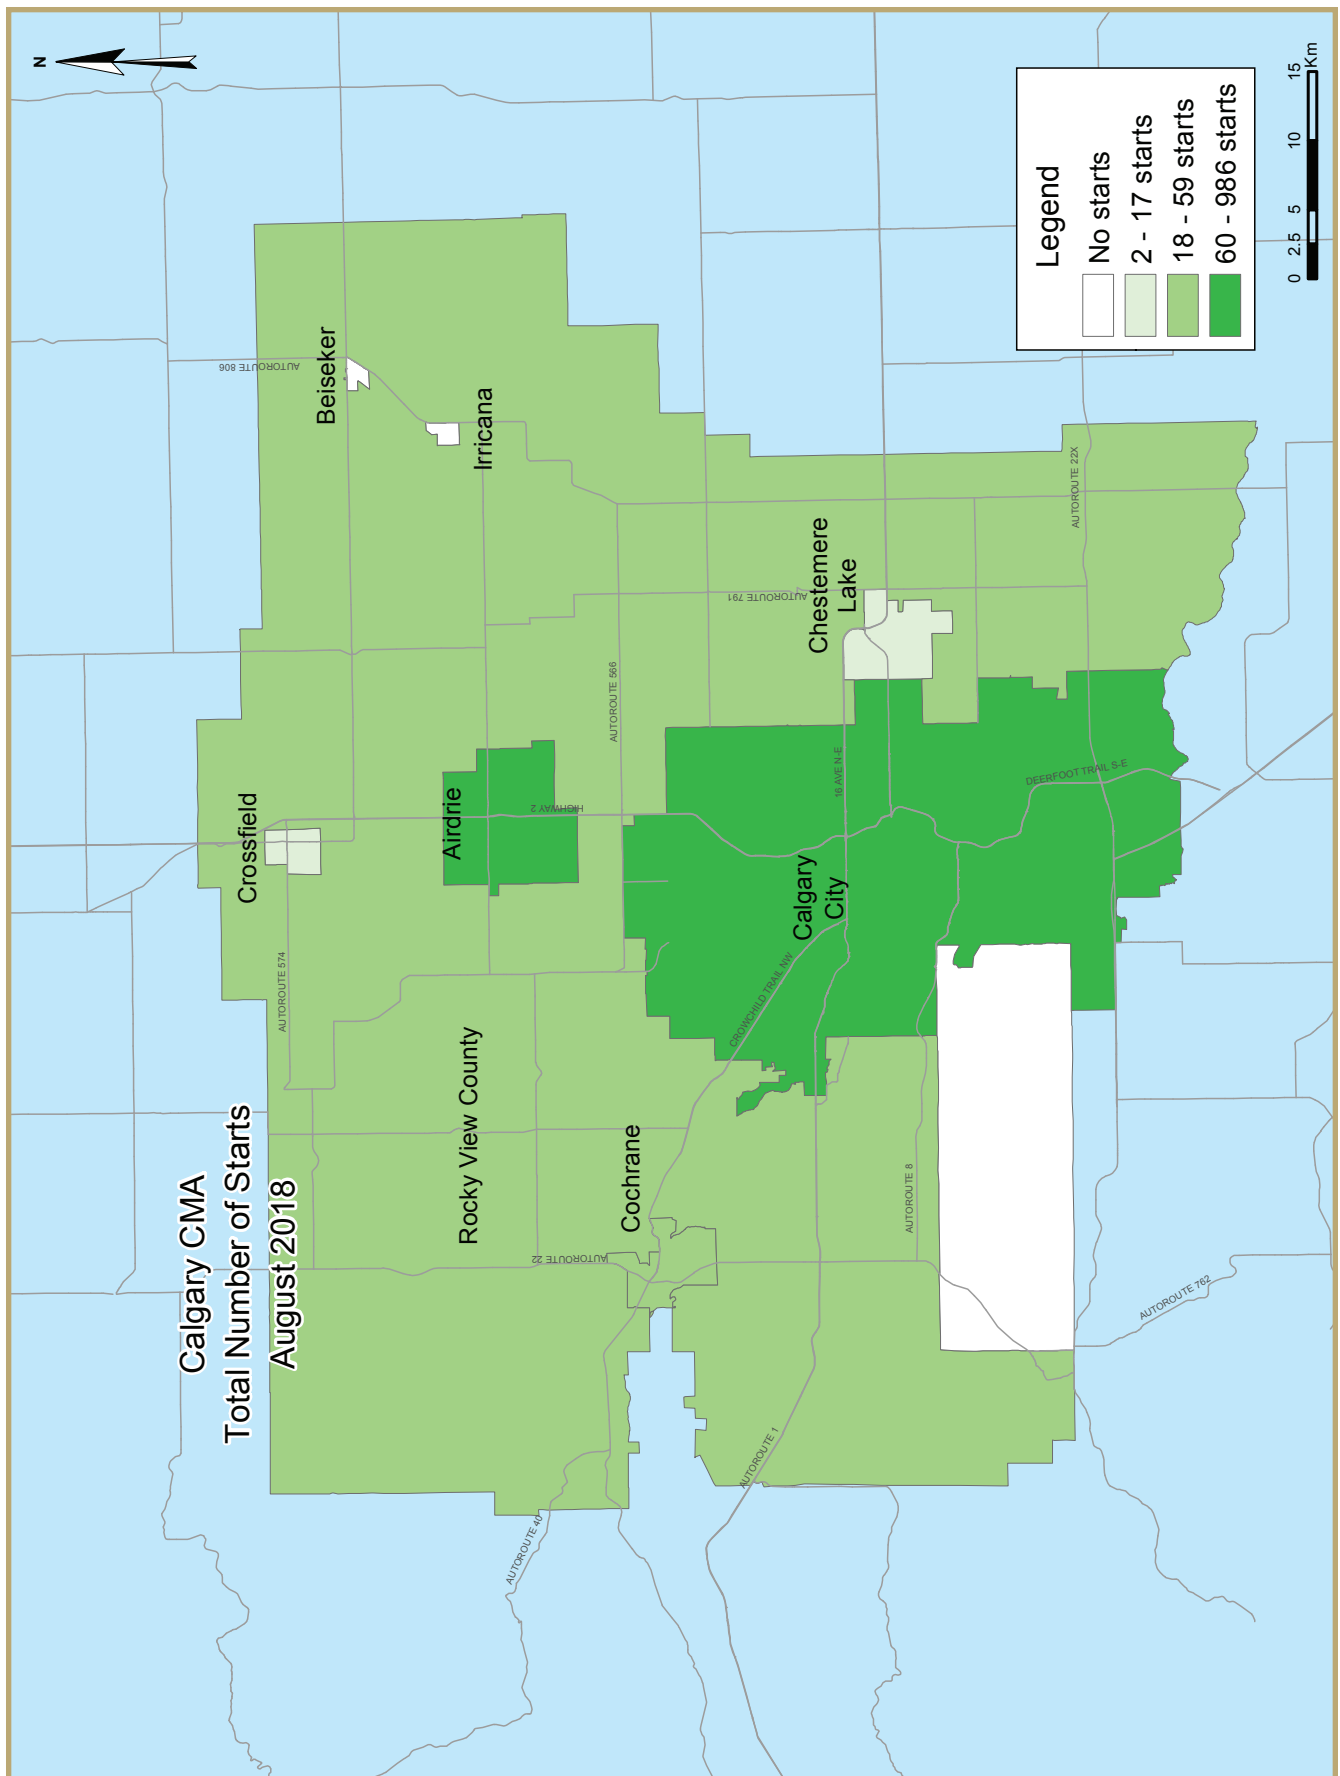 Calgary CMA
Total Number of Starts
August 2018
N
Crossfield
Beiseker
Irricana
Airdrie
Rocky View County
Cochrane
Chestemere
Lake
Calgary
City
AUTOROUTE 574
AUTOROUTE 806
AUTOROUTE 566
HIGHWAY 2
AUTOROUTE 22
AUTOROUTE 40
AUTOROUTE 791
16 AVE N-E
CROWCHILD TRAIL NW
AUTOROUTE 1
AUTOROUTE 8
DEERFOOT TRAIL S-E
AUTOROUTE 22X
AUTOROUTE 762
Legend
No starts
2 - 17 starts
18 - 59 starts
60 - 986 starts
0 2.5 5 10 15
Km